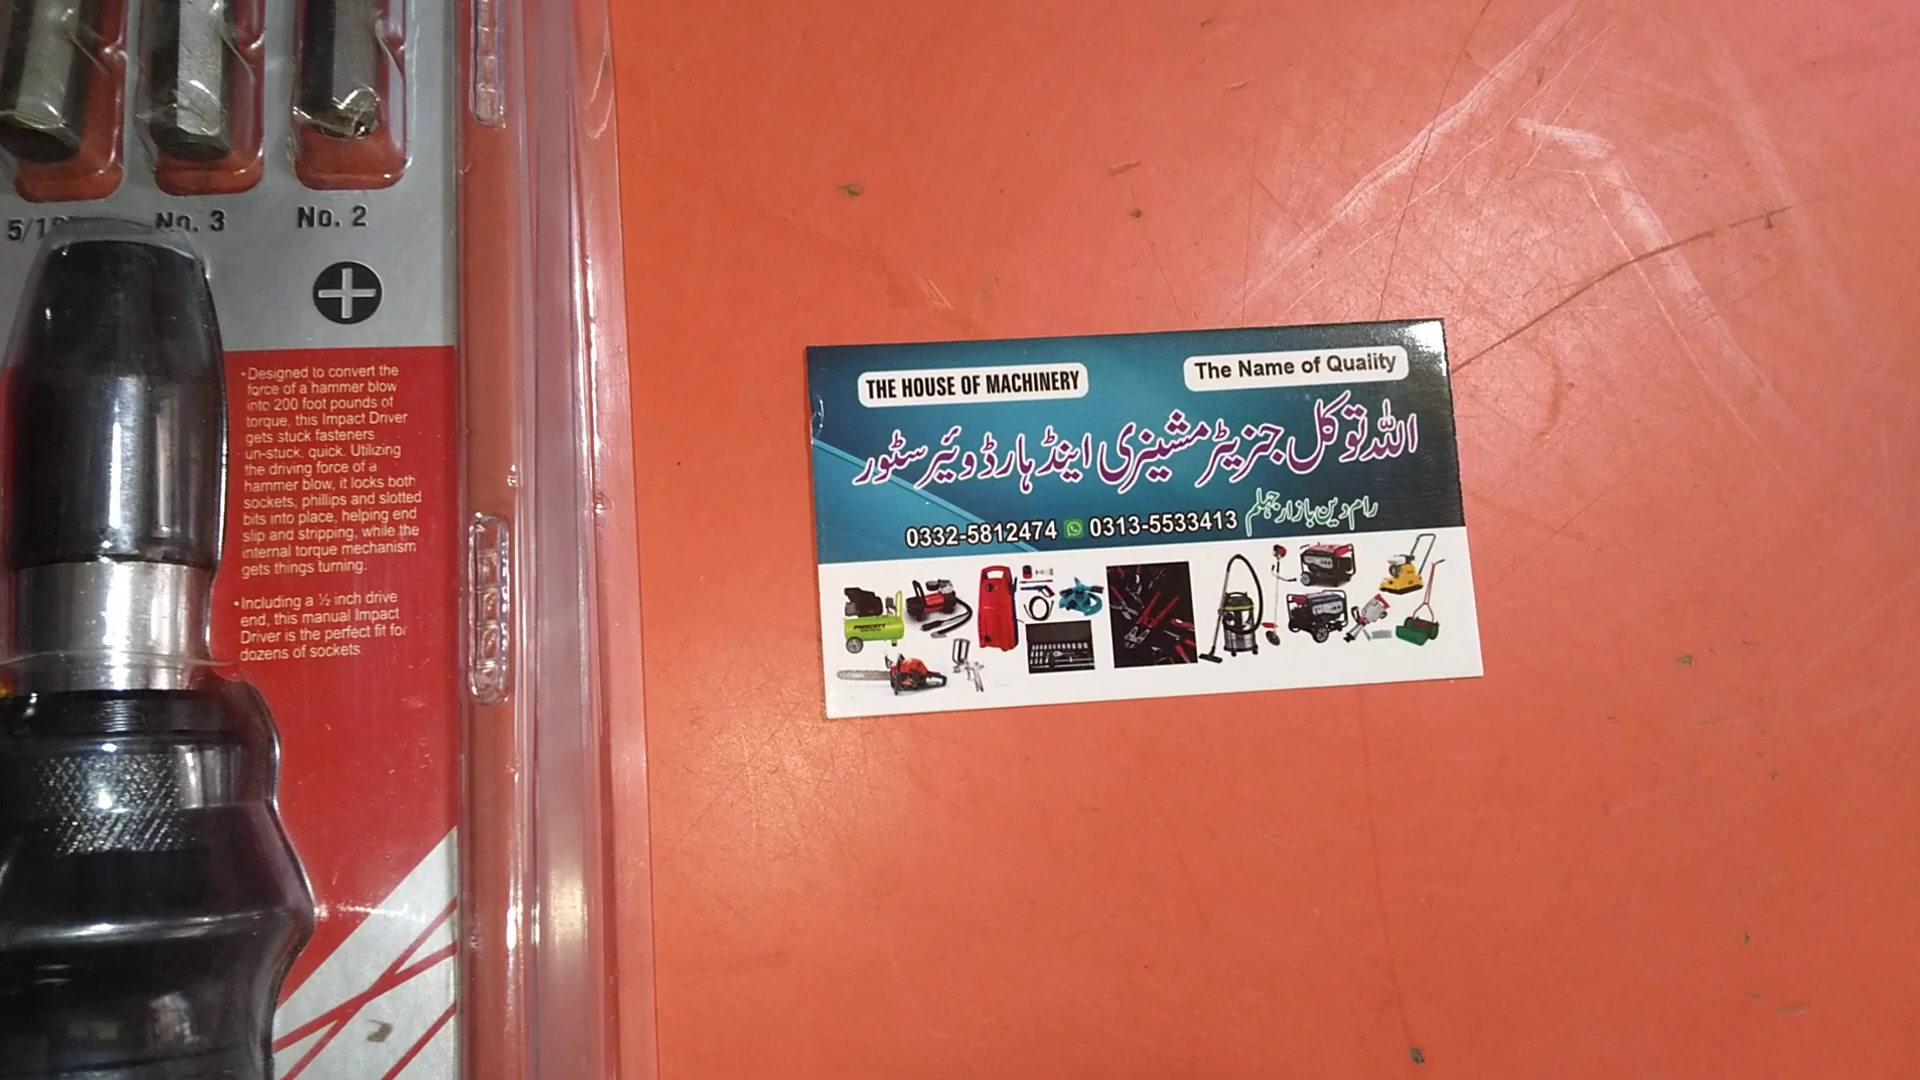 No. 3
No. 2
•Designed to convert the
force of a hammer blow
into 200 foot pounds of
torque, this Impact Driver
gets stuck fasteners
un-stuck, quick. Utilizing
the driving force of a
hammer blow, it locks both
sockets, phillips and slotted
bits into place, helping end
slip and stripping, while the
internal torque mechanism
gets things turning.
•Including a ½ inch drive
end, this manual Impact
Driver is the perfect fit for
dozens of sockets.
THE HOUSE OF MACHINERY
The Name of Quality
اللہ توکل جنریٹر مشینری اینڈ ہارڈوئیر سٹور
رام دین بازار جہلم
0332-5812474 0313-5533413